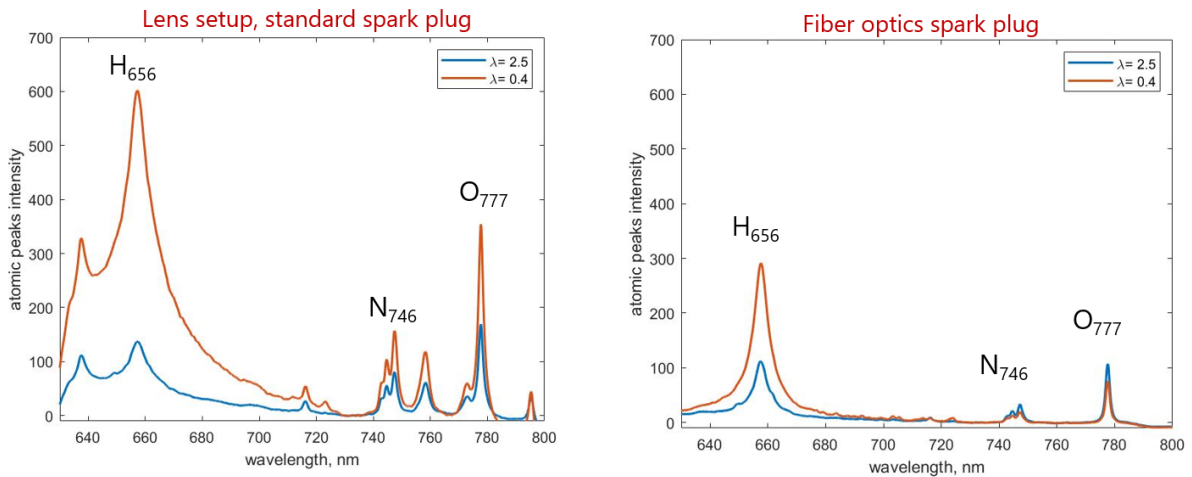 Lens setup, standard spark plug
700
600
500
400
300
200
100
0
atomic peaks intensity
H656
N746
O777
λ= 2.5
λ= 0.4
640 660 680 700 720 740 760 780 800
wavelength, nm
Fiber optics spark plug
700
600
500
400
300
200
100
0
atomic peaks intensity
H656
N746
O777
λ= 2.5
λ= 0.4
640 660 680 700 720 740 760 780 800
wavelength, nm